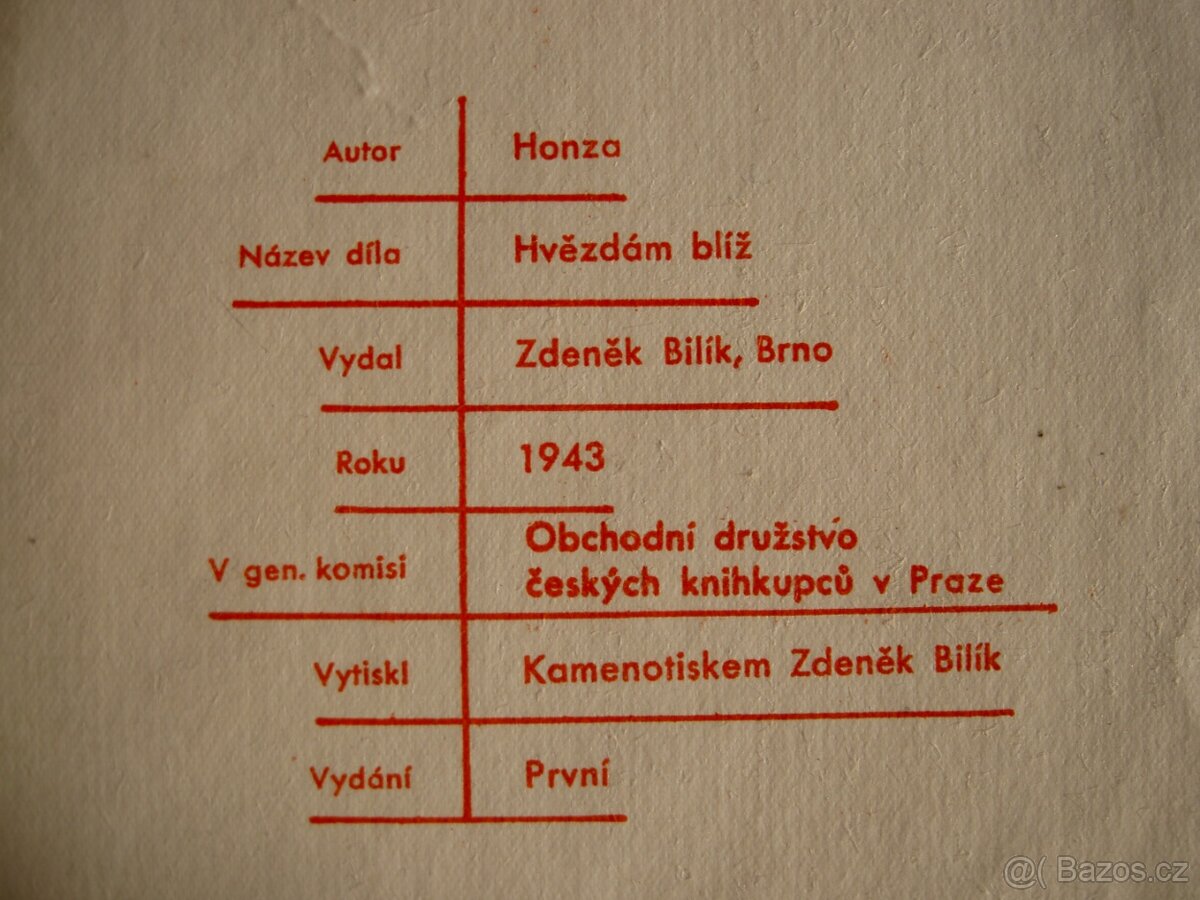 Autor Honza
Název díla Hvězdám blíž
Vydal Zdeněk Bilík, Brno
Roku 1943
V gen. komisi Obchodní družstvo
českých knihkupců v Praze
Vytiskl Kamenotiskem Zdeněk Bilík
Vydání První
@( Bazos.cz